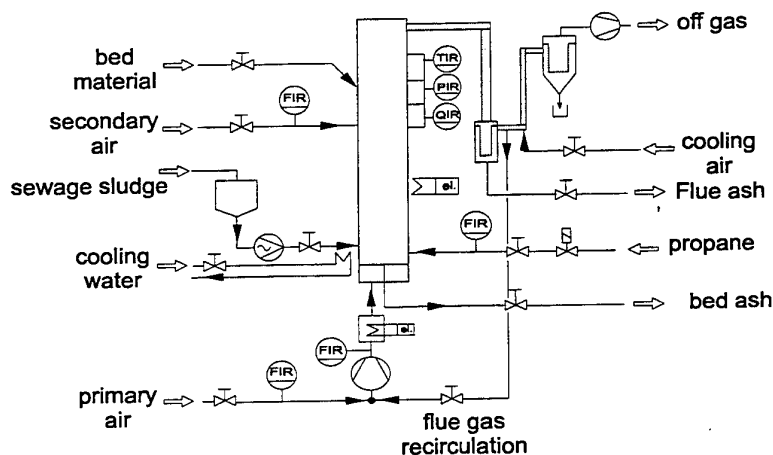 off gas
bed
material
TIR
PIR
QIR
FIR
secondary
air
cooling
air
sewage sludge
el.
Flue ash
FIR
propane
cooling
water
bed ash
el.
FIR
FIR
primary
air
flue gas
recirculation